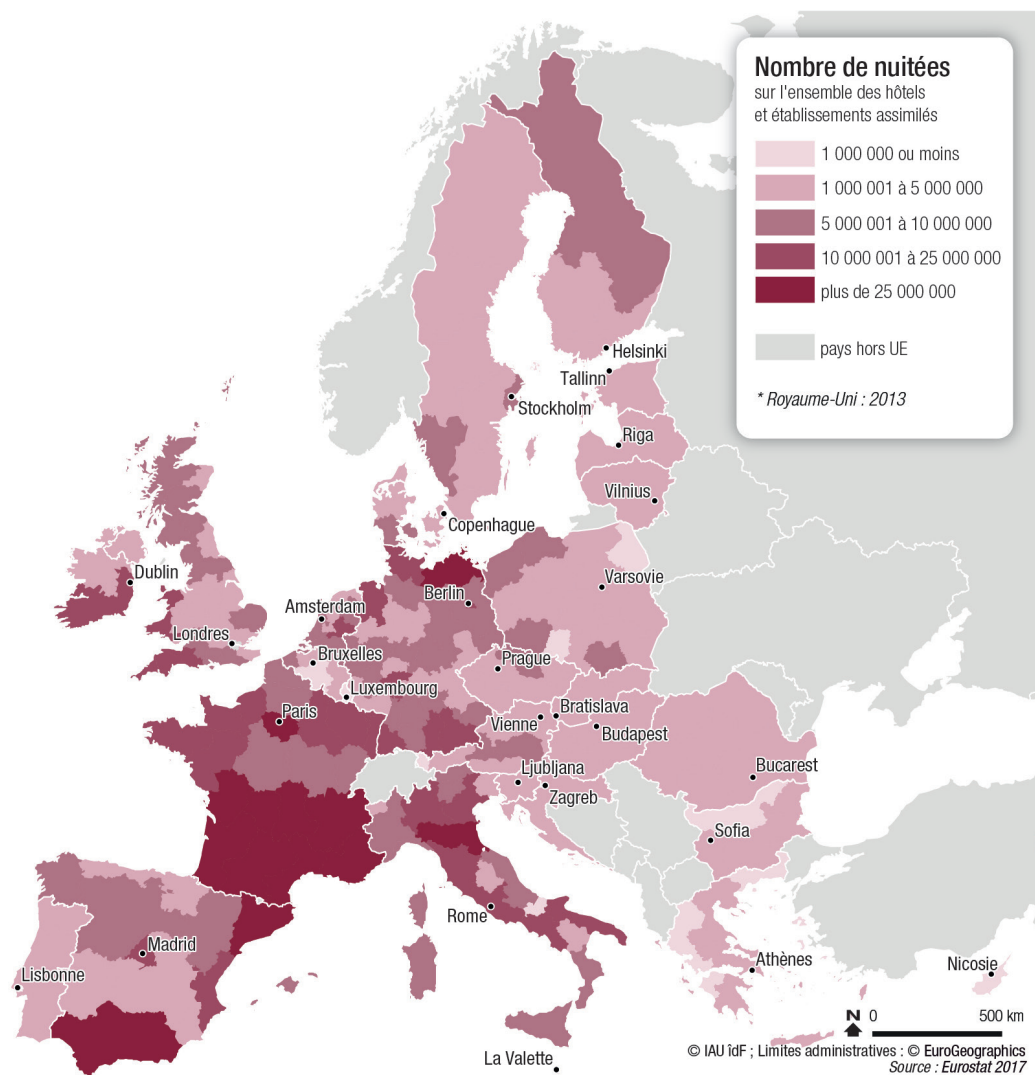 Nombre de nuitées
sur l'ensemble des hôtels
et établissements assimilés
1 000 000 ou moins
1 000 001 à 5 000 000
5 000 001 à 10 000 000
10 000 001 à 25 000 000
plus de 25 000 000
pays hors UE
* Royaume-Uni : 2013
Helsinki
Tallinn
Stockholm
Riga
Vilnius
Copenhague
Dublin
Varsovie
Berlin
Amsterdam
Londres
Bruxelles
Prague
Luxembourg
Paris
Bratislava
Vienne
Budapest
Bucarest
Ljubljana
Zagreb
Sofia
Rome
Madrid
Athènes
Nicosie
Lisbonne
N 0 500 km
La Valette
© IAU îdF ; Limites administratives : © EuroGeographics
Source : Eurostat 2017